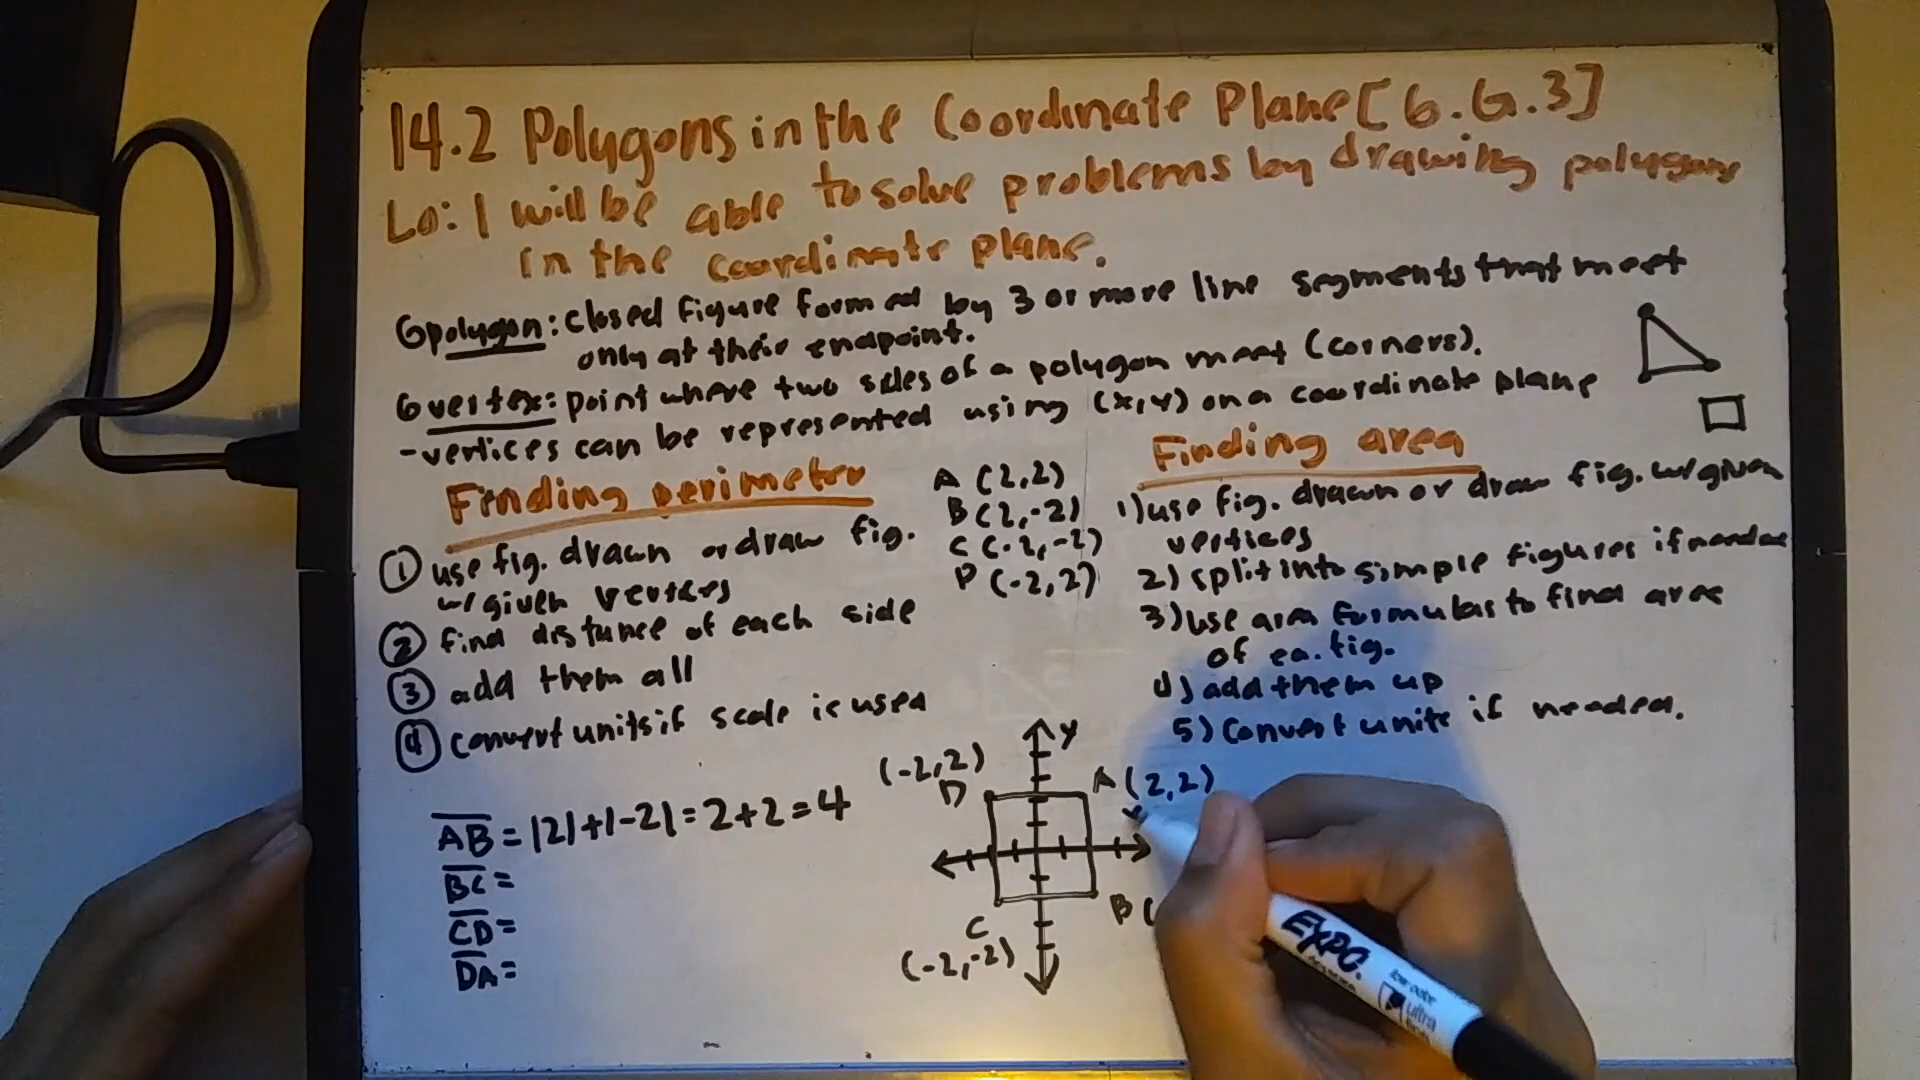 14.2 Polygons in the Coordinate Plane [6.G.3]
LO: I will be able to solve problems by drawing polygons
in the coordinate plane.
polygon: closed figure formed by 3 or more line segments that meet
only at their endpoint.
vertex: point where two sides of a polygon meet (corners).
-vertices can be represented using (x,y) on a coordinate plane
Finding perimeter
1 use fig. drawn or draw fig.
w/ given vertices
2 find distance of each side
3 add them all
4 convert units if scale is used
A (2,2)
B (2,-2)
C (-2,-2)
D (-2,2)
Finding area
1) use fig. drawn or draw fig. w/ given
vertices
2) split into simple figures if needed
3) use area formulas to find area
of ea. fig.
4) add them up
5) Convert units if needed.
AB = |2|+|-2| = 2+2 = 4
BC =
CD =
DA =
y
(-2,2)
D
A (2,2)
B (
C
(-2,-2)
EXPO
low odor
ultra